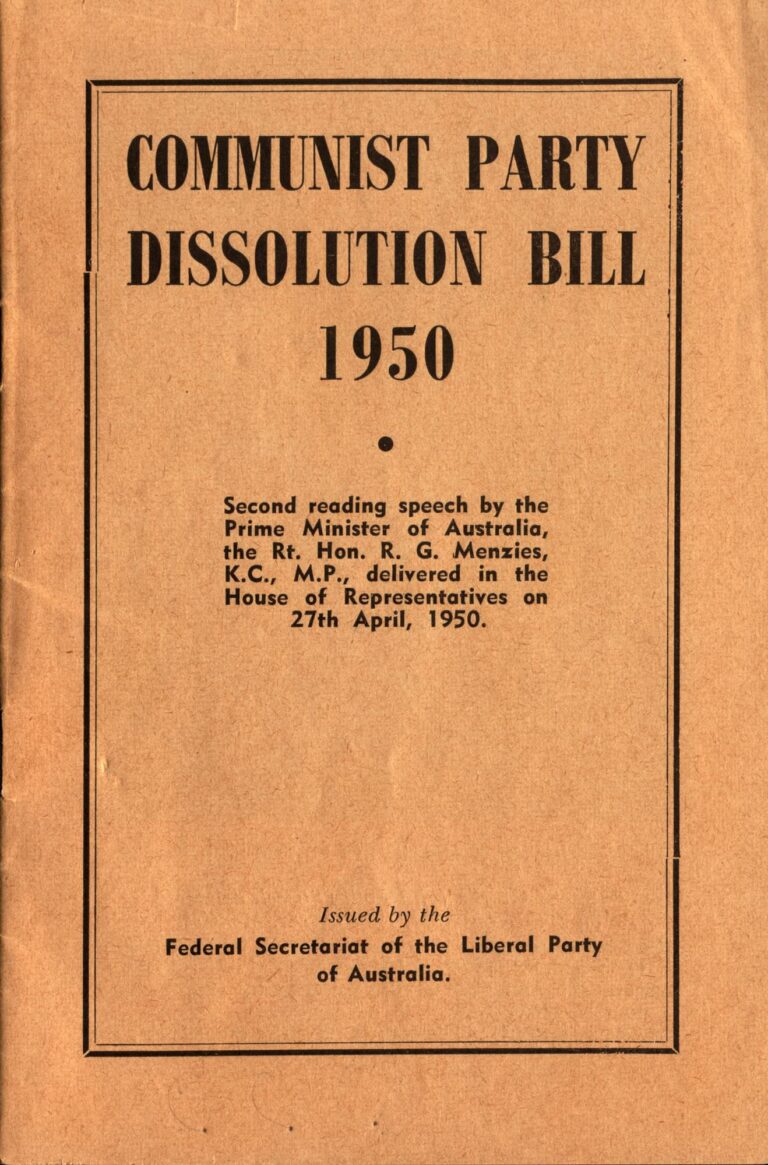 COMMUNIST PARTY
DISSOLUTION BILL
1950
Second reading speech by the
Prime Minister of Australia,
the Rt. Hon. R. G. Menzies,
K.C., M.P., delivered in the
House of Representatives on
27th April, 1950.
Issued by the
Federal Secretariat of the Liberal Party
of Australia.